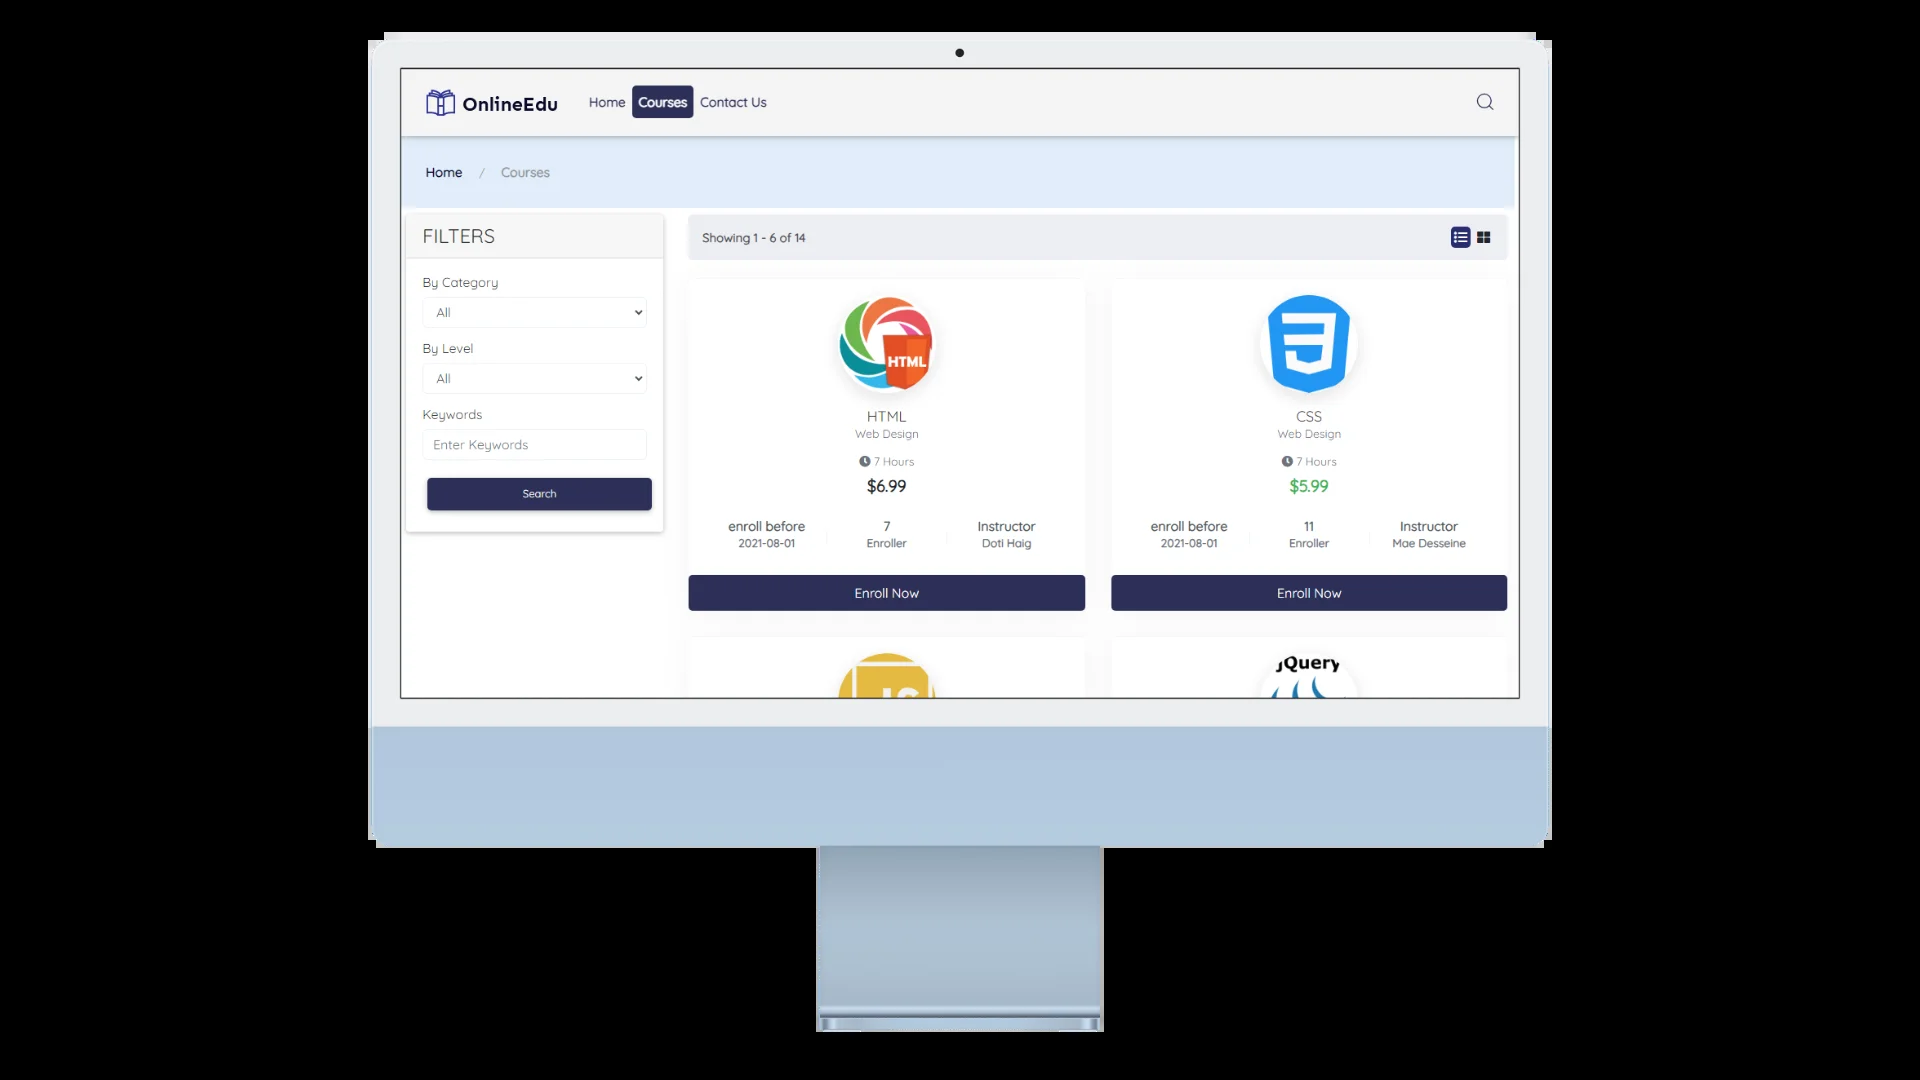 OnlineEdu
Home Courses Contact Us
Home / Courses
FILTERS
By Category
All
By Level
All
Keywords
Enter Keywords
Search
Showing 1 - 6 of 14
HTML
HTML
Web Design
7 Hours
$6.99
enroll before 7 Instructor
2021-08-01 Enroller Doti Haig
Enroll Now
CSS
Web Design
7 Hours
$5.99
enroll before 11 Instructor
2021-08-01 Enroller Mae Desseine
Enroll Now
JS
jQuery